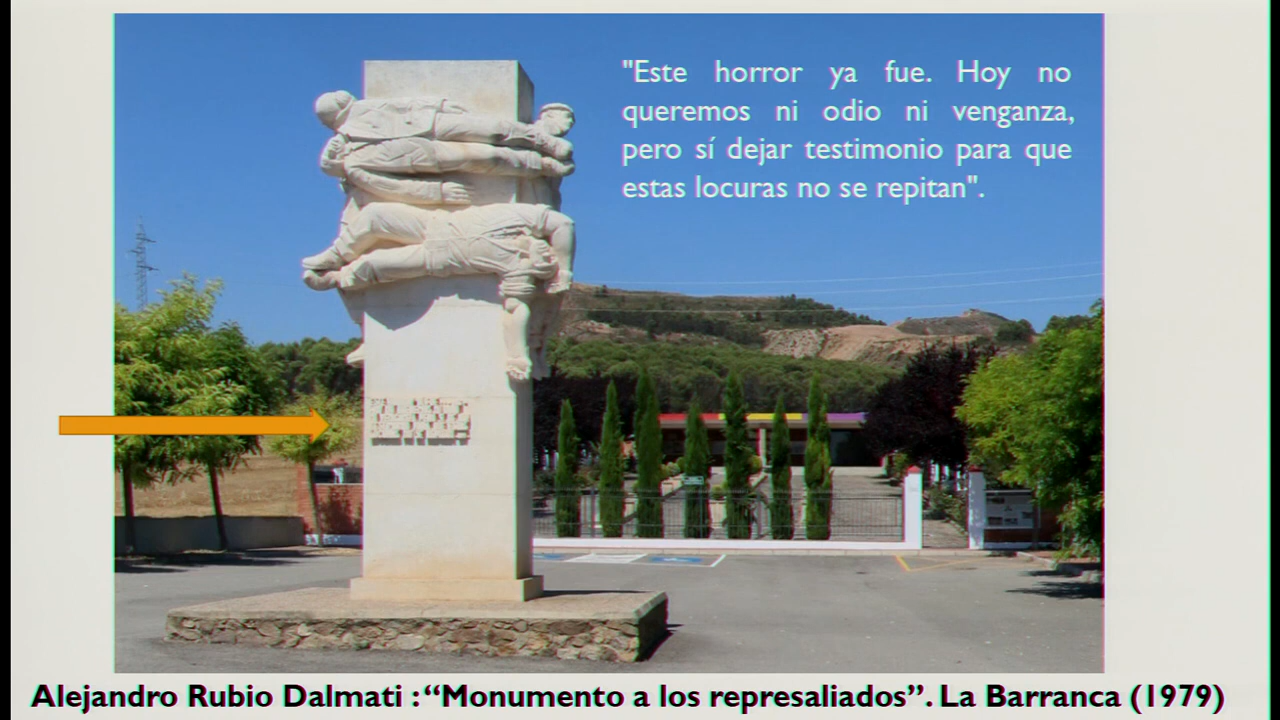 "Este horror ya fue. Hoy no
queremos ni odio ni venganza,
pero sí dejar testimonio para que
estas locuras no se repitan".
Alejandro Rubio Dalmati : “Monumento a los represaliados”. La Barranca (1979)